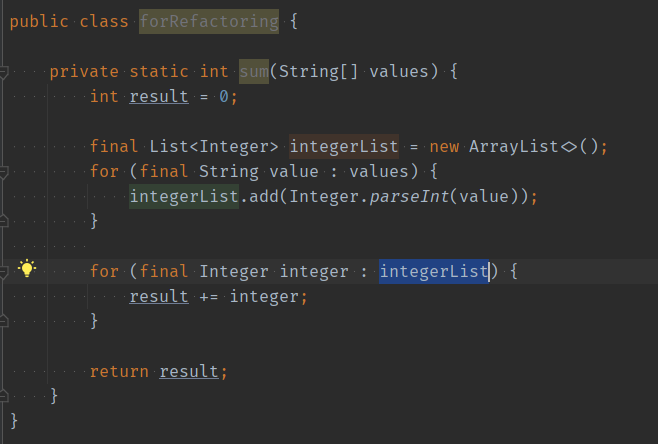 public class forRefactoring {
private static int sum(String[] values) {
int result = 0;
final List<Integer> integerList = new ArrayList<>();
for (final String value : values) {
integerList.add(Integer.parseInt(value));
}
for (final Integer integer : integerList) {
result += integer;
}
return result;
}
}